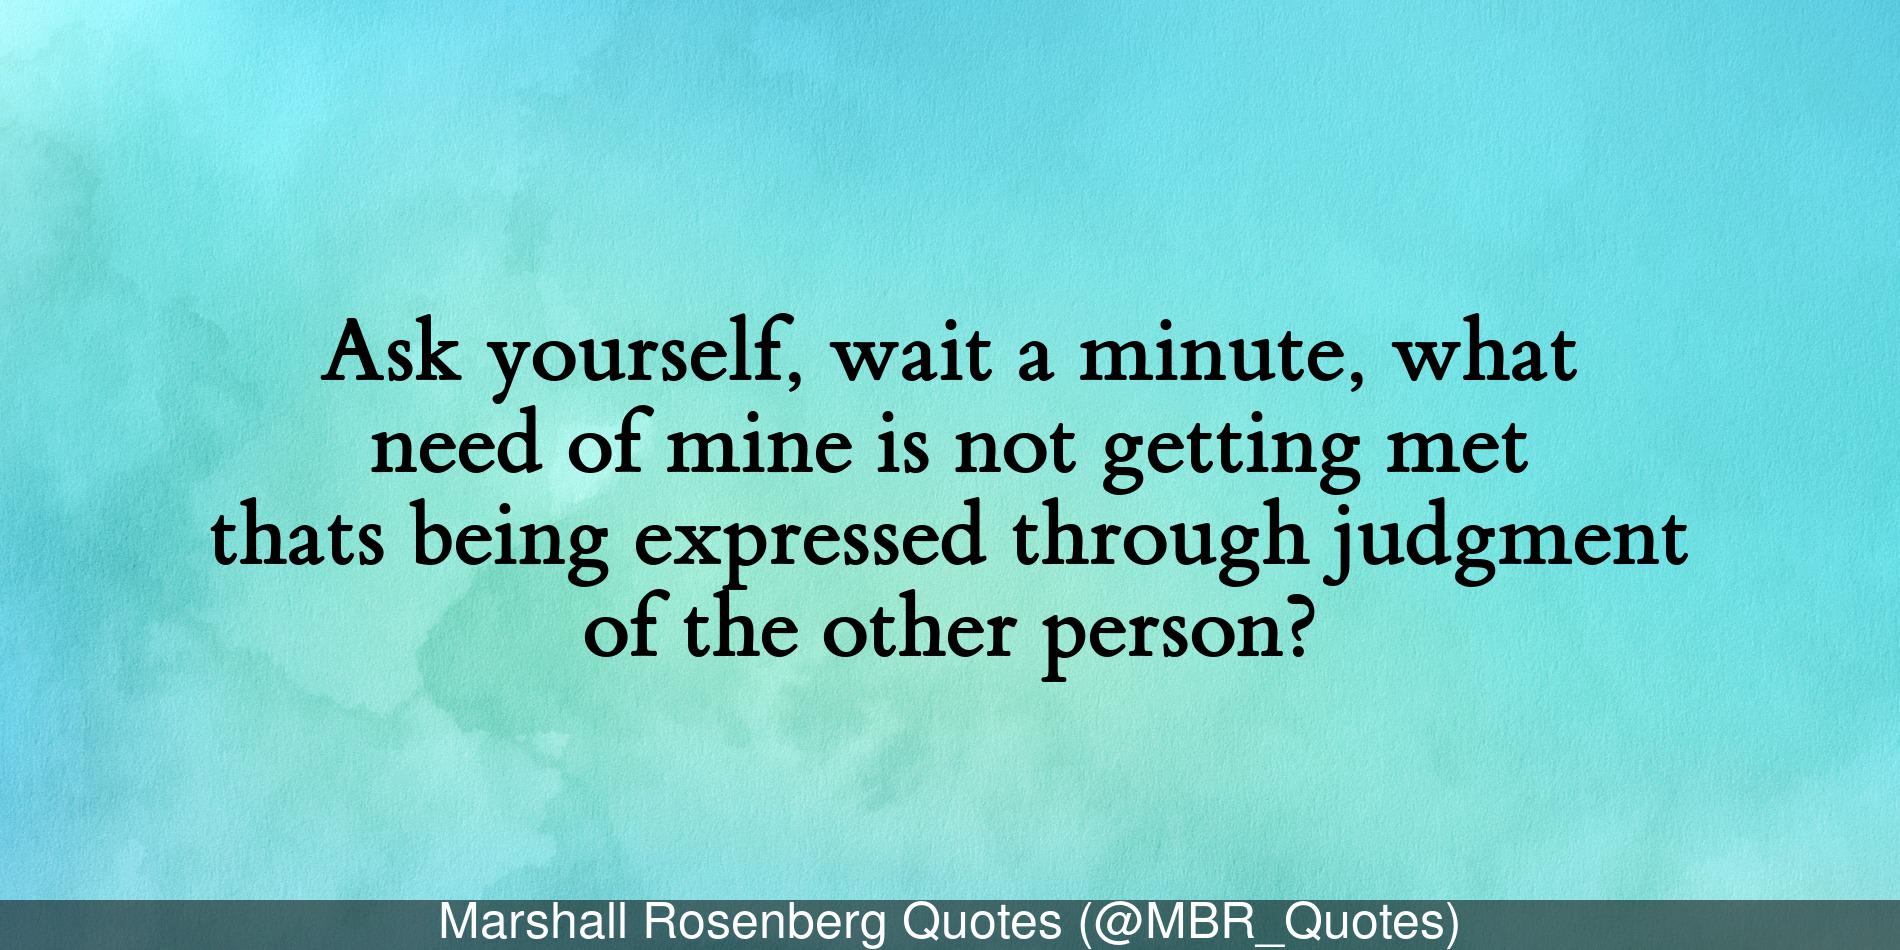 Ask yourself, wait a minute, what
need of mine is not getting met
thats being expressed through judgment
of the other person?
Marshall Rosenberg Quotes (@MBR_Quotes)